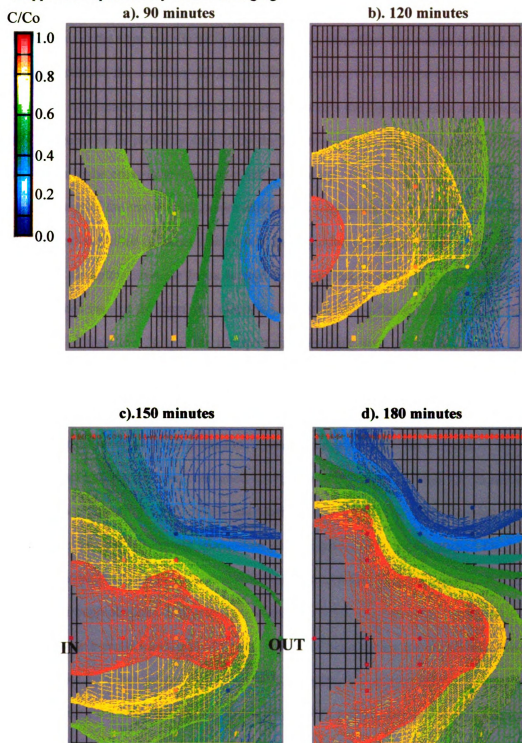 a). 90 minutes
b). 120 minutes
C/Co
1.0
0.8
0.6
0.4
0.2
0.0
c).150 minutes
d). 180 minutes
IN
OUT